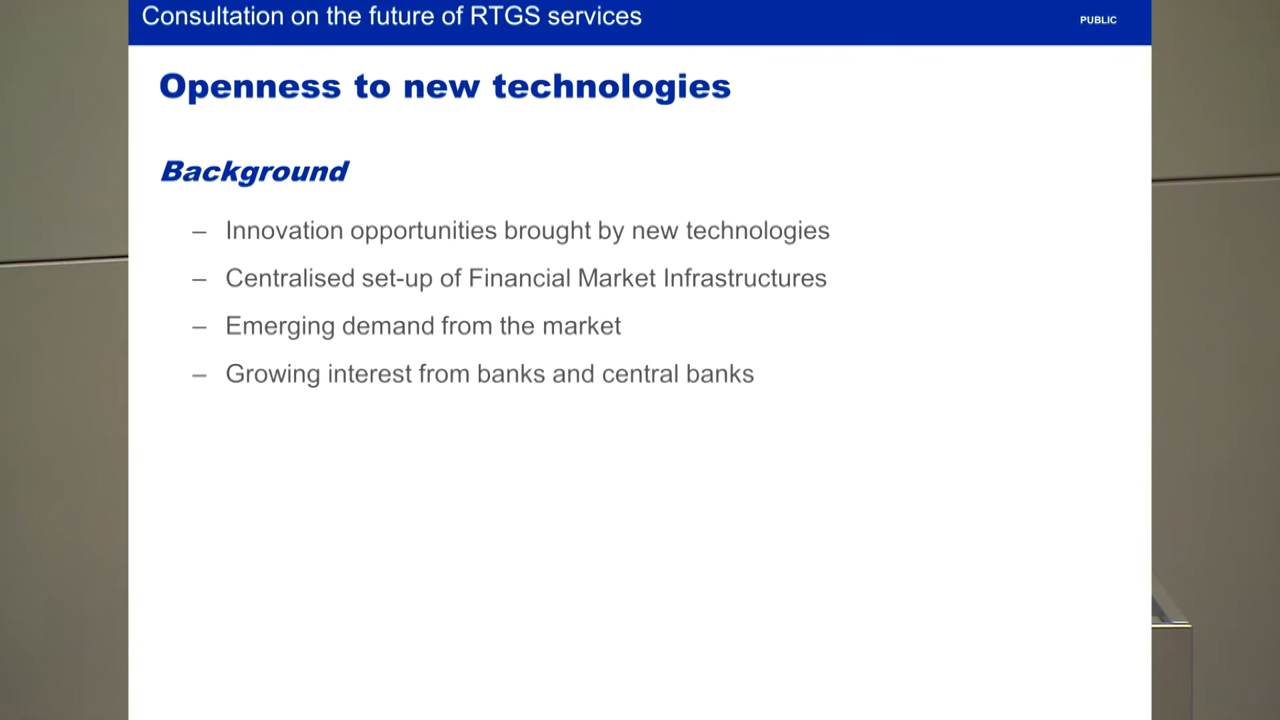 Consultation on the future of RTGS services
PUBLIC
Openness to new technologies
Background
– Innovation opportunities brought by new technologies
– Centralised set-up of Financial Market Infrastructures
– Emerging demand from the market
– Growing interest from banks and central banks